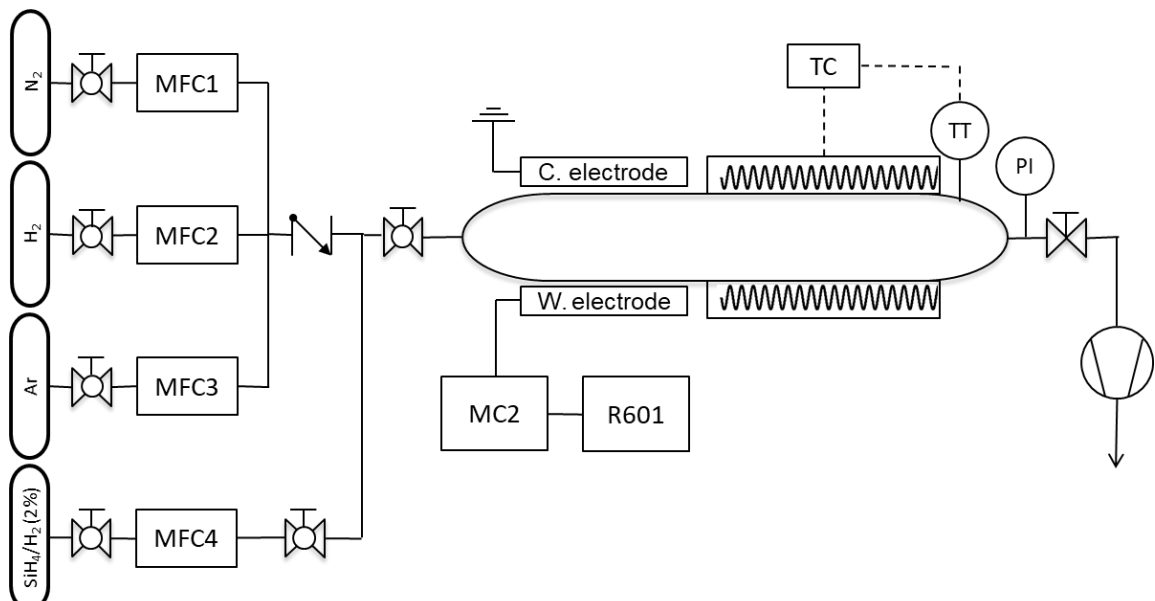 N₂
MFC1
H₂
MFC2
Ar
MFC3
SiH₄/H₂ (2%)
MFC4
C. electrode
W. electrode
MC2
R601
TC
TT
PI